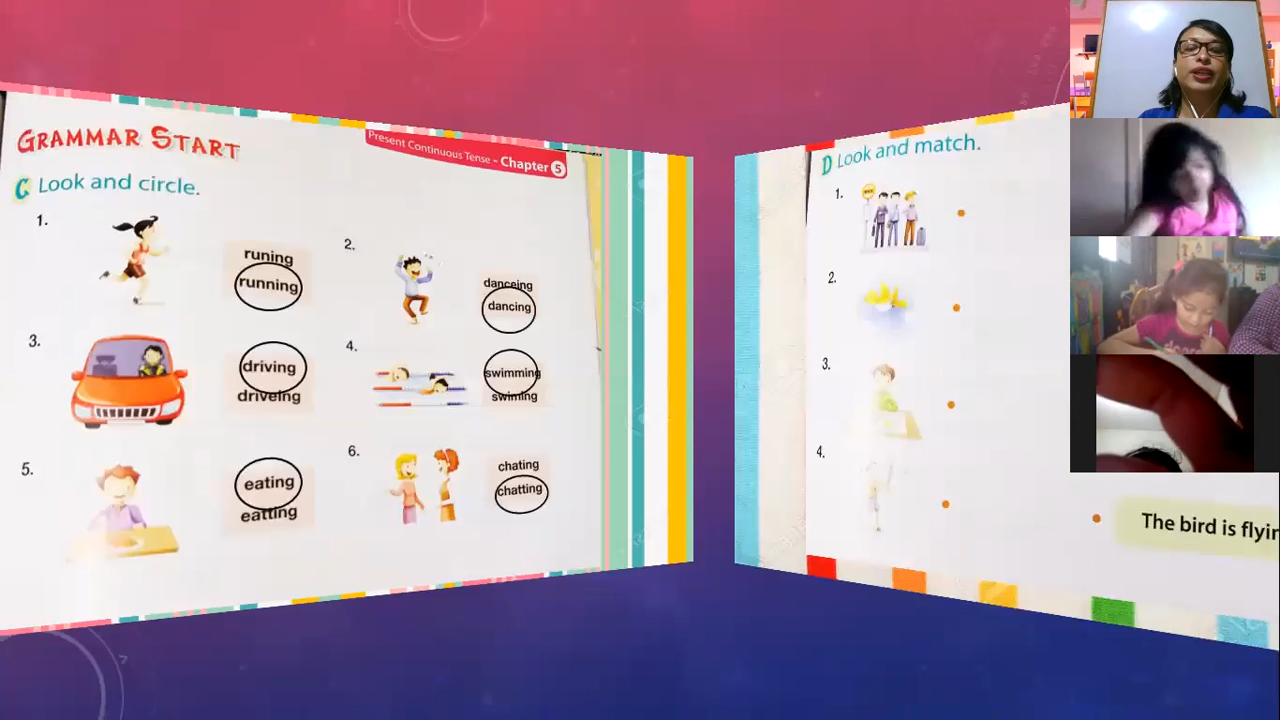 GRAMMAR START
Present Continuous Tense - Chapter 5
C Look and circle.
1.
runing
running
2.
danceing
dancing
3.
driving
driveing
4.
swimming
swiming
5.
eating
eatting
6.
chating
chatting
D Look and match.
1.
2.
3.
4.
The bird is flyin